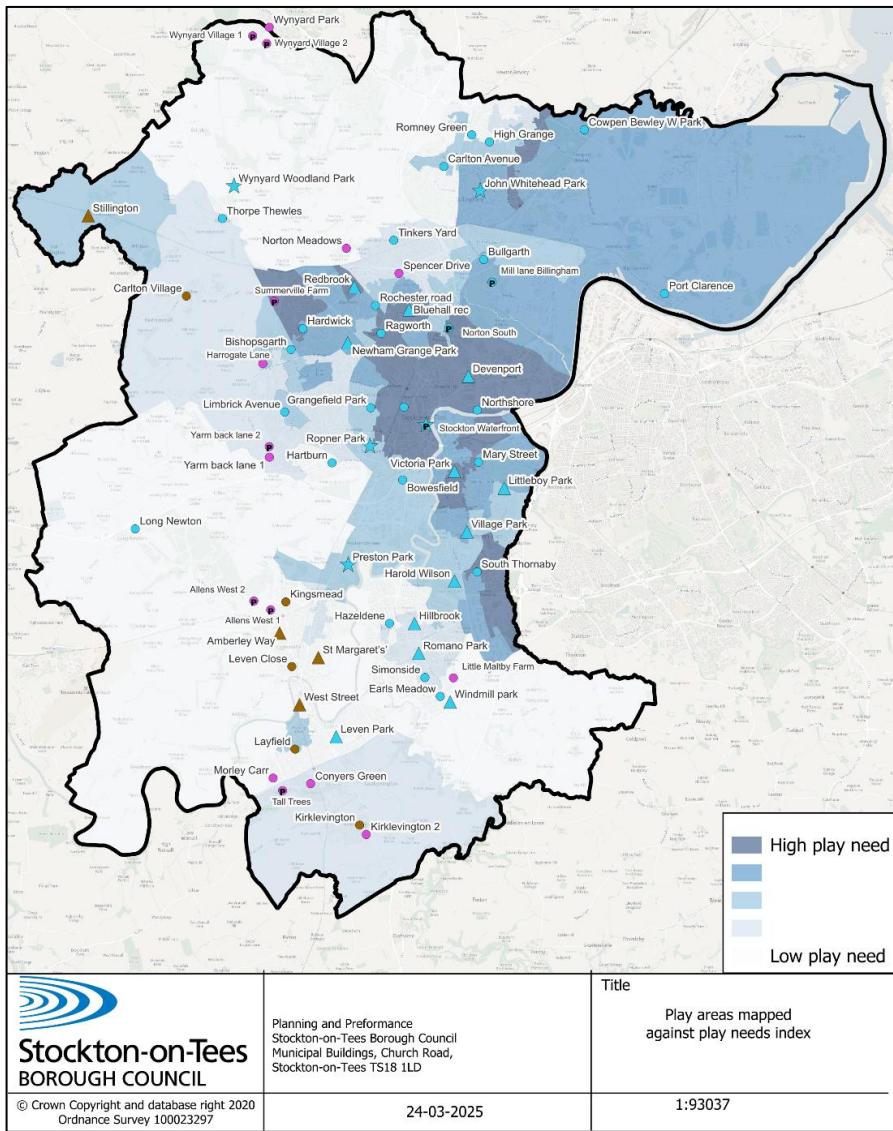 Wynyard Park
Wynyard Village 1
P
P
Wynyard Village 2
Romney Green
High Grange
Cowpen Bewley W Park
Carlton Avenue
Wynyard Woodland Park
John Whitehead Park
Stillington
Thorpe Thewles
Norton Meadows
Tinkers Yard
Spencer Drive
Bullgarth
Mill lane Billingham
P
Redbrook
Summerville Farm
P
Carlton Village
Rochester road
Port Clarence
Bluehall rec
Hardwick
Ragworth
P
Norton South
Bishopsgarth
Newham Grange Park
Harrogate Lane
Devenport
Limbrick Avenue
Grangefield Park
Northshore
P
Stockton Waterfront
Yarm back lane 2
P
Ropner Park
Yarm back lane 1
Hartburn
Victoria Park
Mary Street
Bowesfield
Littleboy Park
Long Newton
Village Park
Preston Park
South Thornaby
Harold Wilson
Allens West 2
P
Kingsmead
P
Allens West 1
Hazeldene
Hillbrook
Amberley Way
St Margaret's'
Romano Park
Leven Close
Simonside
Little Maltby Farm
Earls Meadow
Windmill park
West Street
Leven Park
Layfield
Morley Carr
Conyers Green
P
Tall Trees
Kirklevington
Kirklevington 2
High play need
Low play need
Stockton-on-Tees
BOROUGH COUNCIL
Planning and Preformance
Stockton-on-Tees Borough Council
Municipal Buildings, Church Road,
Stockton-on-Tees TS18 1LD
Title
Play areas mapped
against play needs index
© Crown Copyright and database right 2020
Ordnance Survey 100023297
24-03-2025
1:93037